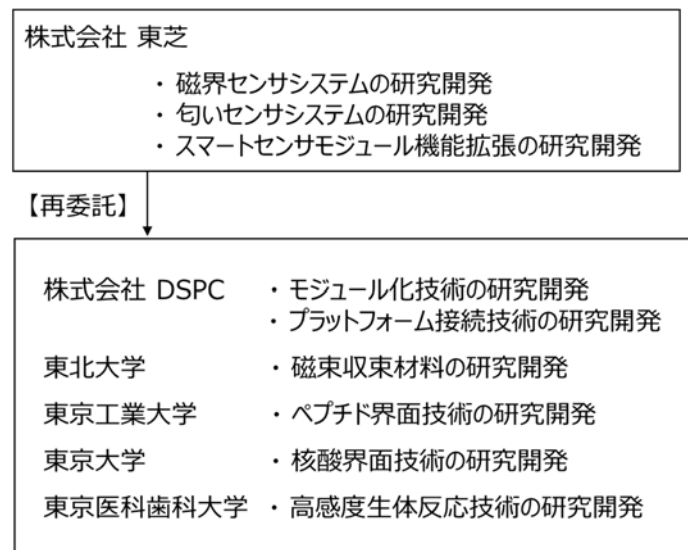 株式会社 東芝
・ 磁界センサシステムの研究開発
・ 匂いセンサシステムの研究開発
・ スマートセンサモジュール機能拡張の研究開発
【再委託】
株式会社 DSPC ・ モジュール化技術の研究開発
・ プラットフォーム接続技術の研究開発
東北大学 ・ 磁束収束材料の研究開発
東京工業大学 ・ ペプチド界面技術の研究開発
東京大学 ・ 核酸界面技術の研究開発
東京医科歯科大学 ・ 高感度生体反応技術の研究開発